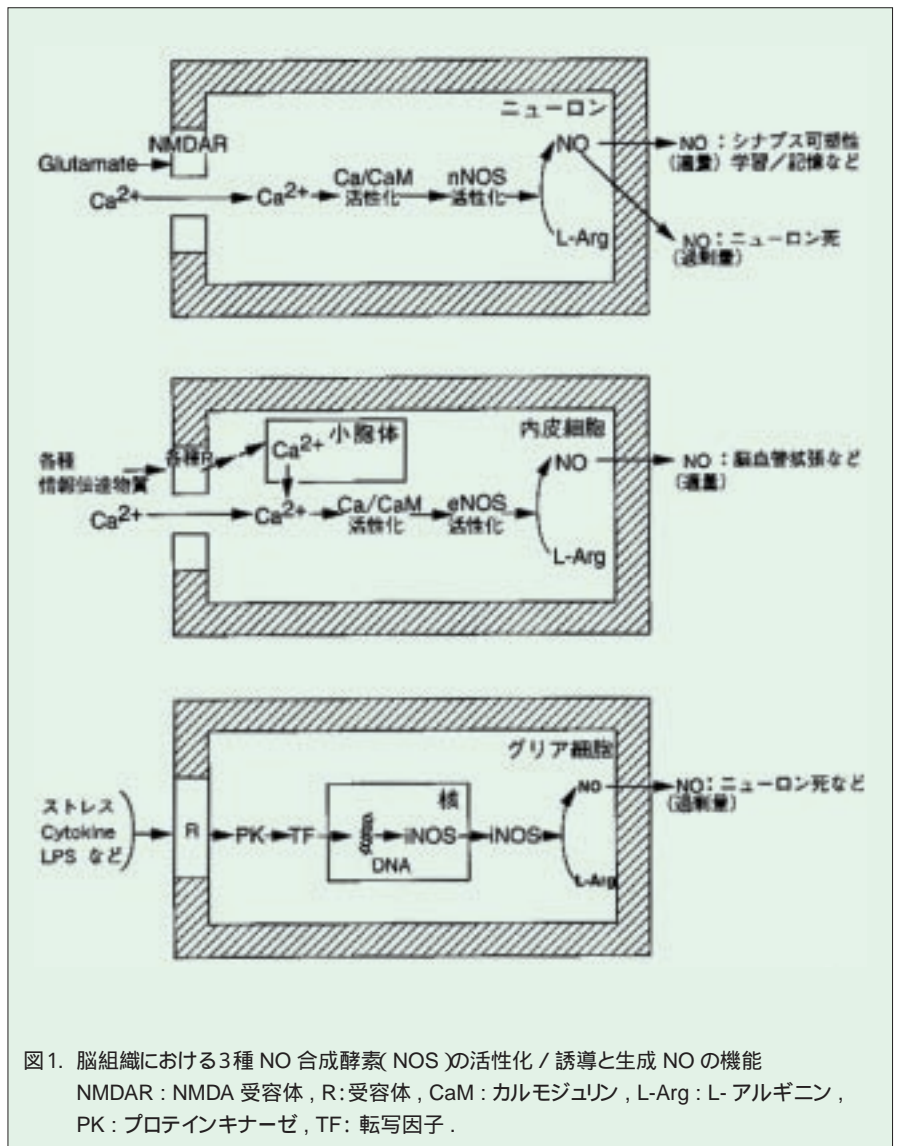 ニューロン
NMDAR
Glutamate
Ca2+
Ca2+
Ca/CaM
活性化
nNOS
活性化
NO
L-Arg
NO：シナプス可塑性
(適量) 学習／記憶など
NO：ニューロン死
(過剰量)
小胞体
内皮細胞
各種
情報伝達物質
各種R
Ca2+
Ca2+
Ca2+
Ca/CaM
活性化
eNOS
活性化
NO
L-Arg
NO：脳血管拡張など
(適量)
グリア細胞
ストレス
Cytokine
LPS など
R
PK
TF
核
DNA
iNOS
iNOS
NO
L-Arg
NO：ニューロン死など
(過剰量)
図1. 脳組織における3種 NO 合成酵素( NOS )の活性化 / 誘導と生成 NO の機能
NMDAR : NMDA 受容体 , R: 受容体 , CaM : カルモジュリン , L-Arg : L- アルギニン ,
PK : プロテインキナーゼ , TF: 転写因子 .